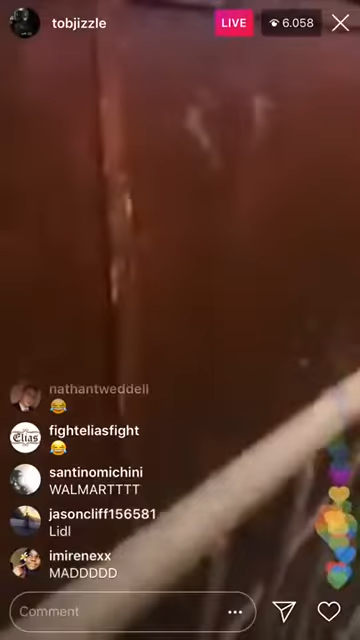 tobjizzle
LIVE
6.058
nathantweddell
😂
fighteliasfight
Elias
😂
santinomichini
WALMARTTTT
jasoncliff156581
Lidl
imirenexx
MADDDDD
Comment